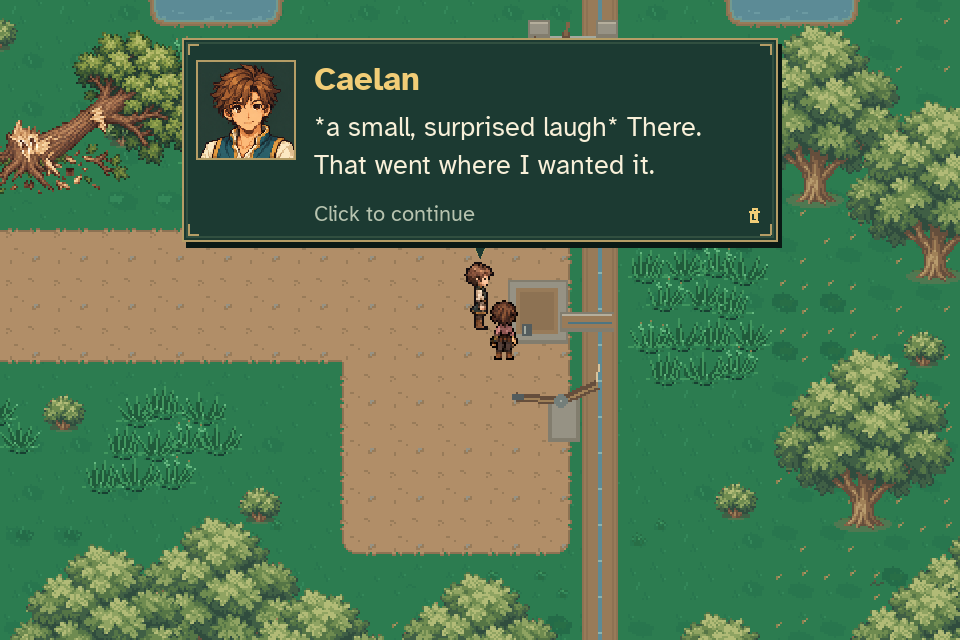 Caelan
*a small, surprised laugh* There.
That went where I wanted it.
Click to continue